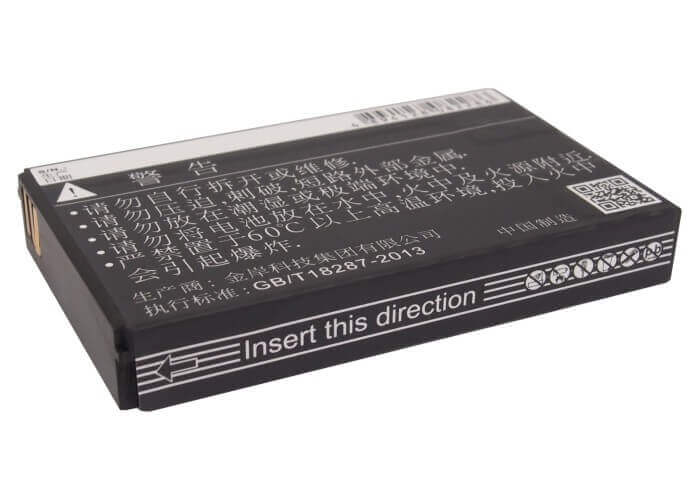 S/N:
生产
日期
警告
·请勿自行拆开或维修.
·请勿压迫,刺破,短路外部金属.
·请勿放在潮湿或极端环境中.
·请勿将电池放在水中,火中及火源附近
·严禁置于60℃以上高温环境,投入火中
会引起爆炸.
生产商:金岸科技集团有限公司
执行标准:GB/T18287-2013
中国制造
Insert this direction